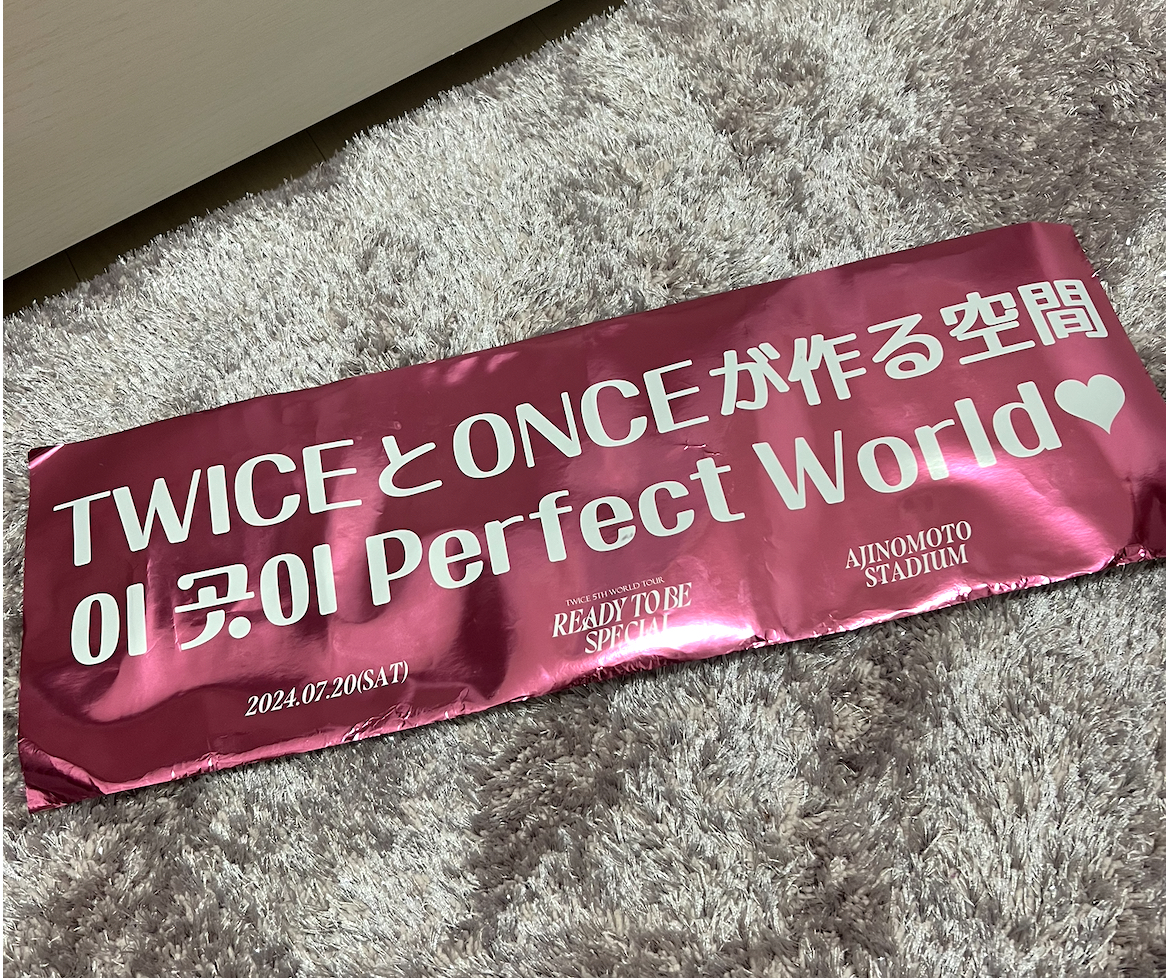 TWICEとONCEが作る空間
이 곳이 Perfect World♥
2024.07.20(SAT)
TWICE 5TH WORLD TOUR
READY TO BE
SPECIAL
AJINOMOTO
STADIUM